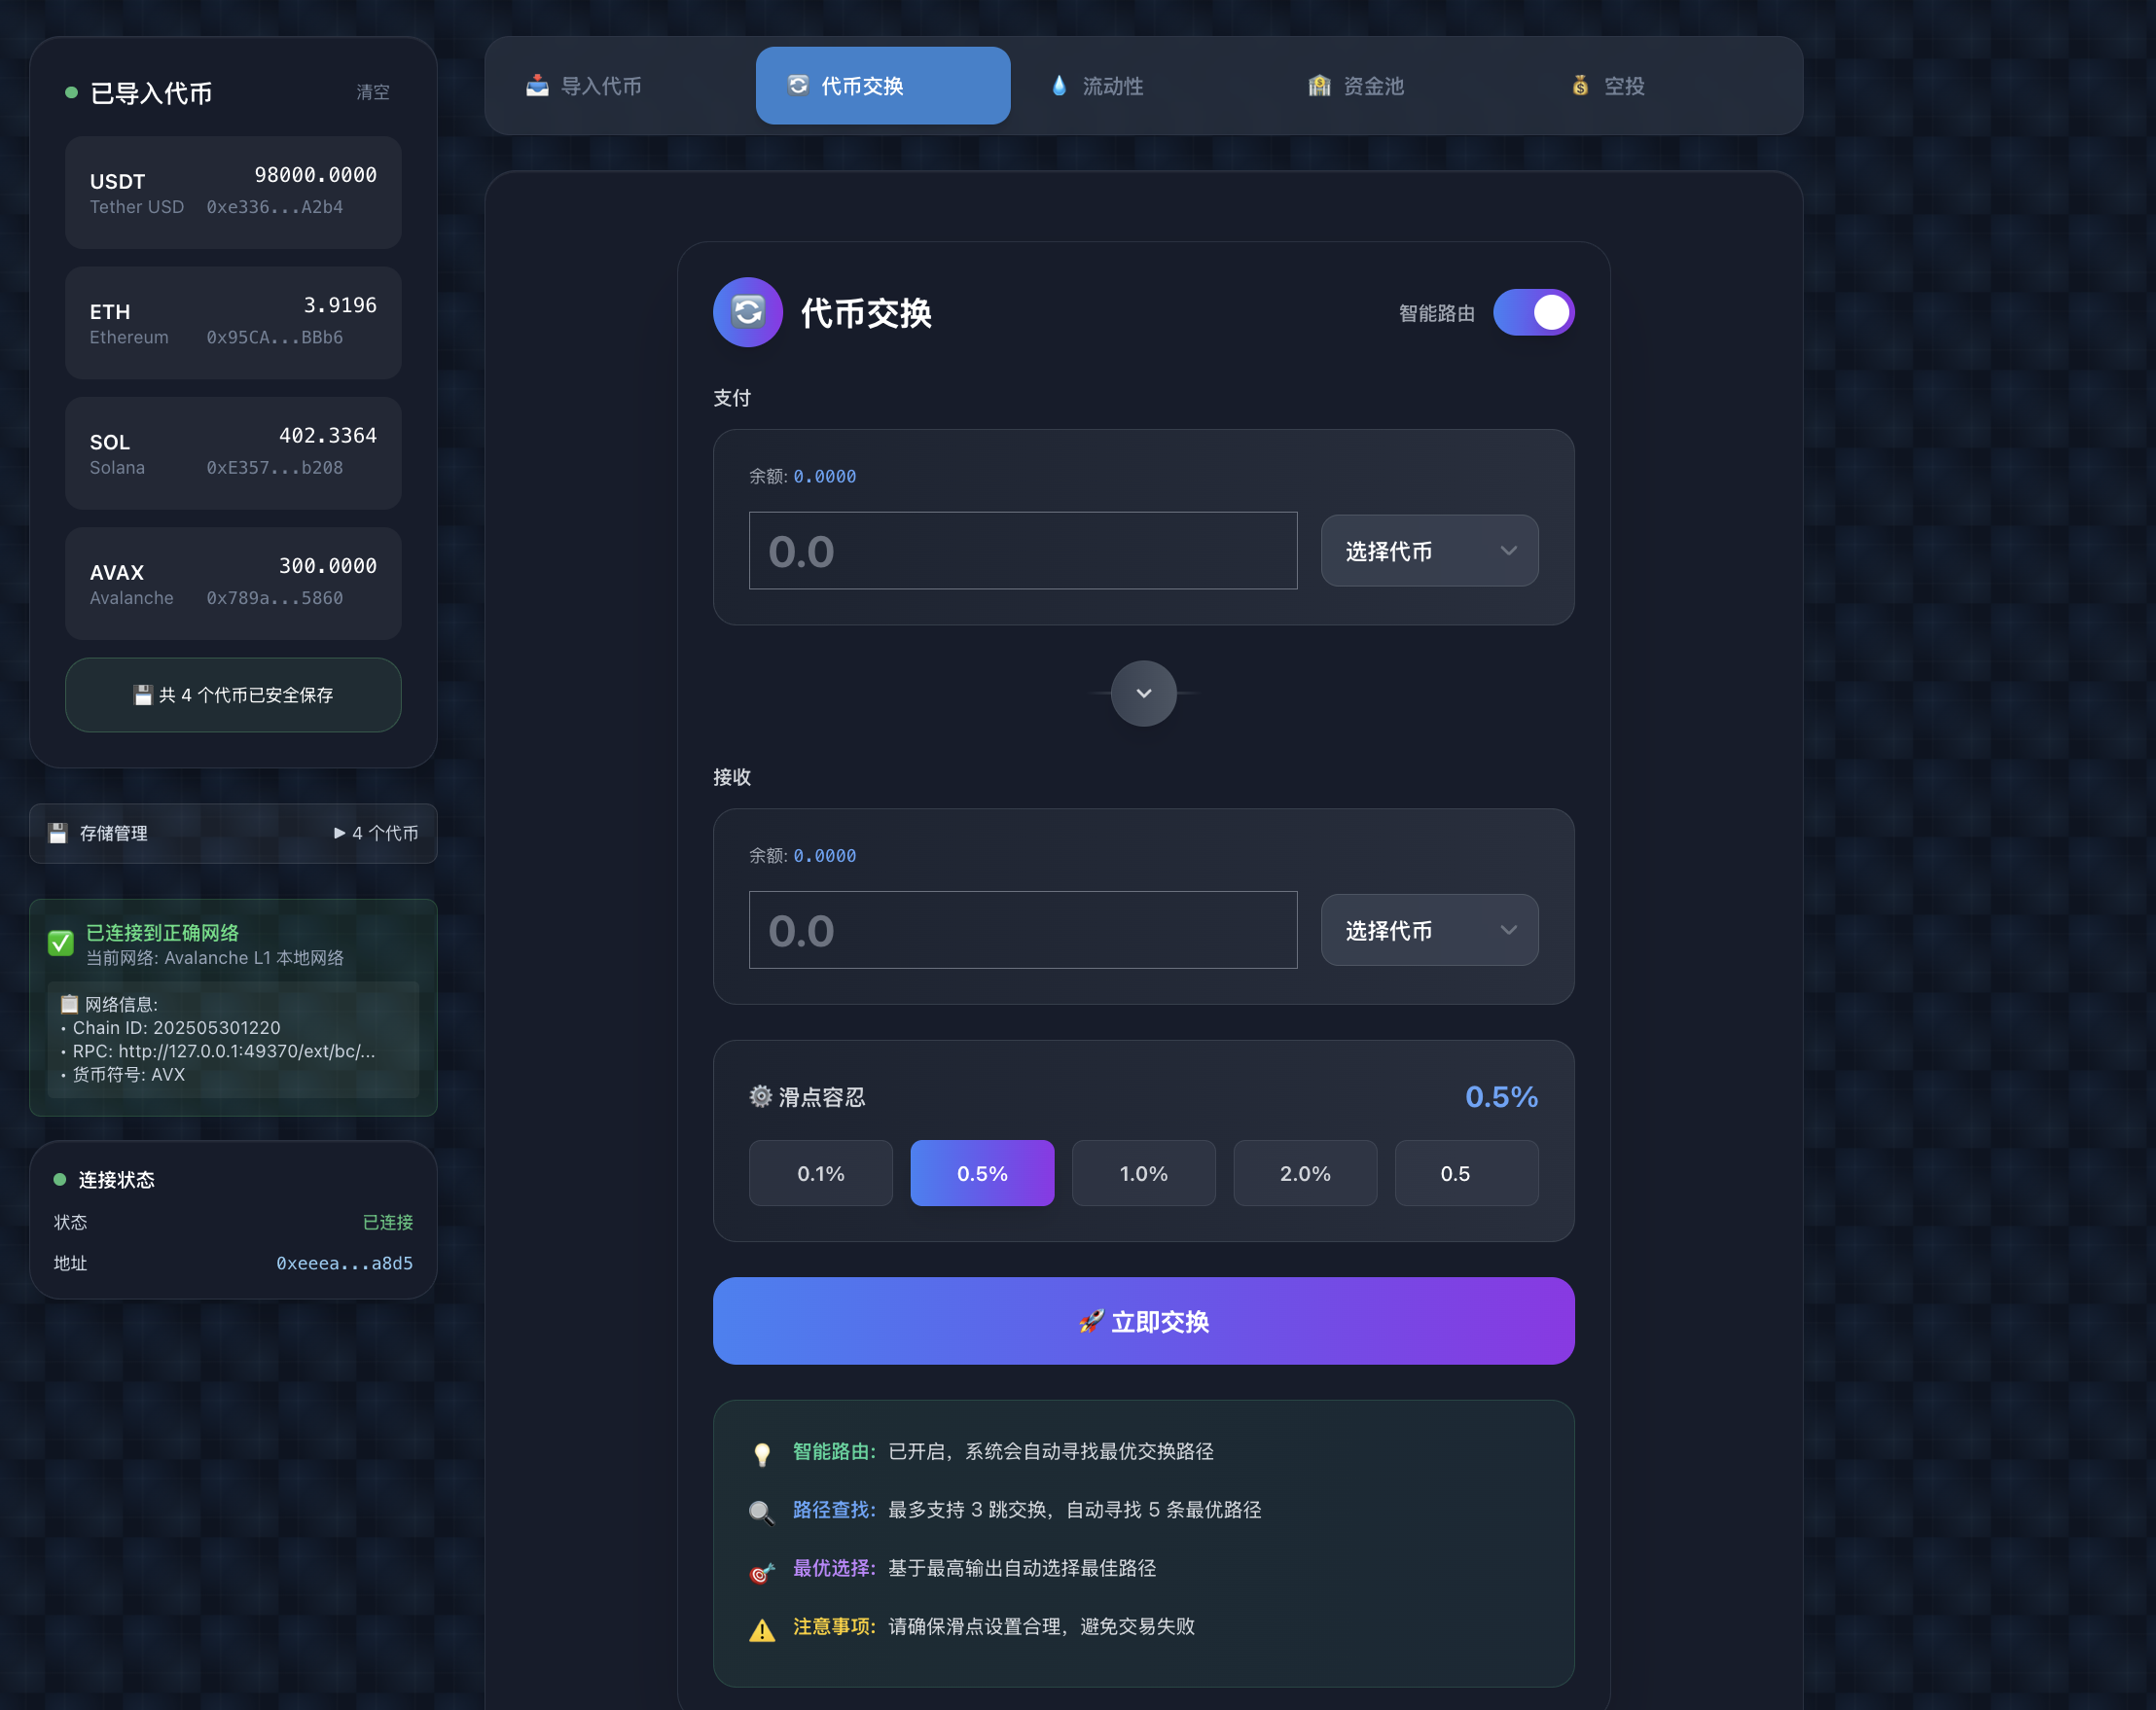 已导入代币
清空
USDT
98000.0000
Tether USD
0xe336...A2b4
ETH
3.9196
Ethereum
0x95CA...BBb6
SOL
402.3364
Solana
0xE357...b208
AVAX
300.0000
Avalanche
0x789a...5860
💾 共 4 个代币已安全保存
💾 存储管理
▶ 4 个代币
✅ 已连接到正确网络
当前网络: Avalanche L1 本地网络
📋 网络信息:
• Chain ID: 202505301220
• RPC: http://127.0.0.1:49370/ext/bc/...
• 货币符号: AVX
连接状态
状态
已连接
地址
0xeeea...a8d5
📥 导入代币
🔄 代币交换
💧 流动性
🏦 资金池
💰 空投
🔄 代币交换
智能路由
支付
余额: 0.0000
0.0
选择代币
接收
余额: 0.0000
0.0
选择代币
⚙️ 滑点容忍
0.5%
0.1%
0.5%
1.0%
2.0%
0.5
🚀 立即交换
💡 智能路由: 已开启，系统会自动寻找最优交换路径
🔍 路径查找: 最多支持 3 跳交换，自动寻找 5 条最优路径
🎯 最优选择: 基于最高输出自动选择最佳路径
⚠️ 注意事项: 请确保滑点设置合理，避免交易失败